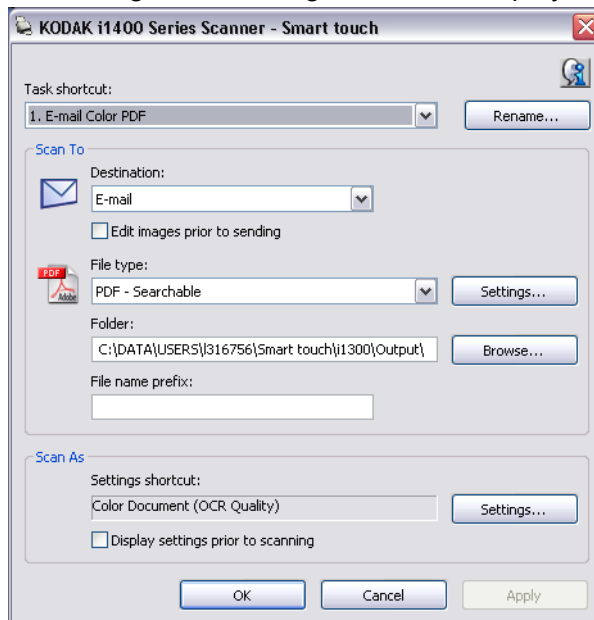 KODAK i1400 Series Scanner - Smart touch
Task shortcut:
1. E-mail Color PDF
Rename...
Scan To
Destination:
E-mail
Edit images prior to sending
PDF
Adobe
File type:
PDF - Searchable
Settings...
Folder:
C:\DATA\USERS\l316756\Smart touch\i1300\Output\
Browse...
File name prefix:
Scan As
Settings shortcut:
Color Document (OCR Quality)
Settings...
Display settings prior to scanning
OK
Cancel
Apply